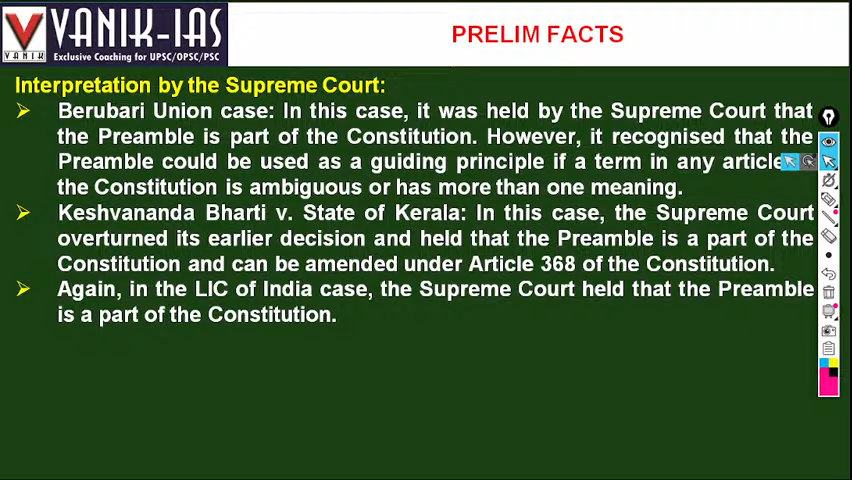 VANIK-IAS
VANIK
Exclusive Coaching for UPSC/OPSC/PSC
PRELIM FACTS
Interpretation by the Supreme Court:
Berubari Union case: In this case, it was held by the Supreme Court that
the Preamble is part of the Constitution. However, it recognised that the
Preamble could be used as a guiding principle if a term in any article
the Constitution is ambiguous or has more than one meaning.
Keshvananda Bharti v. State of Kerala: In this case, the Supreme Court
overturned its earlier decision and held that the Preamble is a part of the
Constitution and can be amended under Article 368 of the Constitution.
Again, in the LIC of India case, the Supreme Court held that the Preamble
is a part of the Constitution.